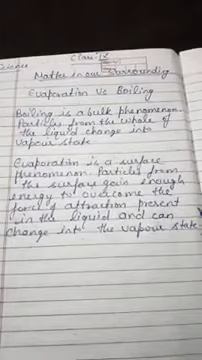 Class-IX
Science
Matter in our Surrounding
Evaporation Vs Boiling
Boiling is a bulk phenomenon.
Particles from the whole of
the liquid change into
vapour state
Evaporation is a surface
phenomenon. Particles from
the surface gain enough
energy to overcome the
forces of attraction present
in the liquid and can
change into the vapour state